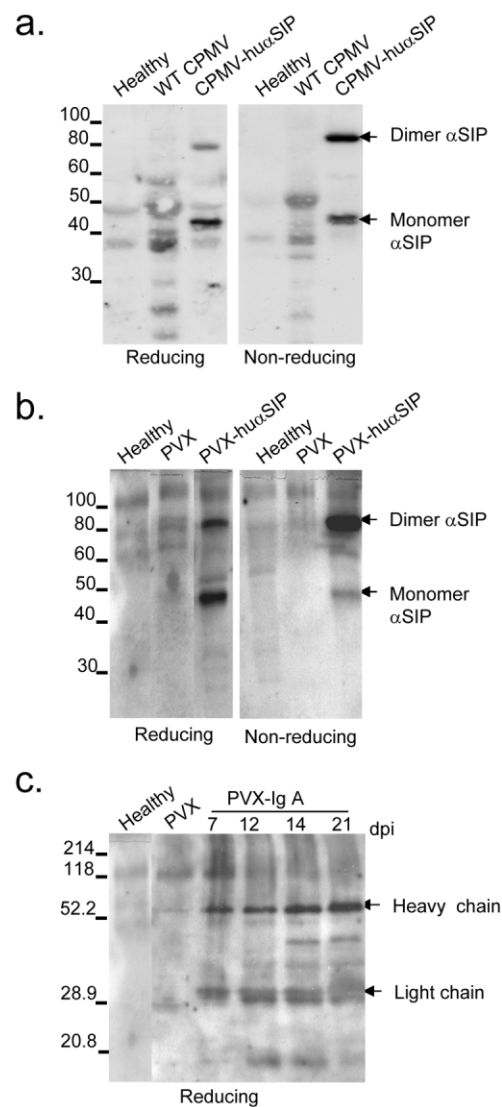 a.
Healthy WT CPMV CPMV-huαSIP Healthy WT CPMV CPMV-huαSIP
100
80 Dimer αSIP
60
50
40 Monomer
αSIP
30
Reducing Non-reducing
b.
Healthy PVX PVX-huαSIP Healthy PVX PVX-huαSIP
100
80 Dimer αSIP
60
50 Monomer
40 αSIP
30
Reducing Non-reducing
c.
Healthy PVX PVX-Ig A
7 12 14 21 dpi
214
118
52.2 Heavy chain
28.9 Light chain
20.8
Reducing